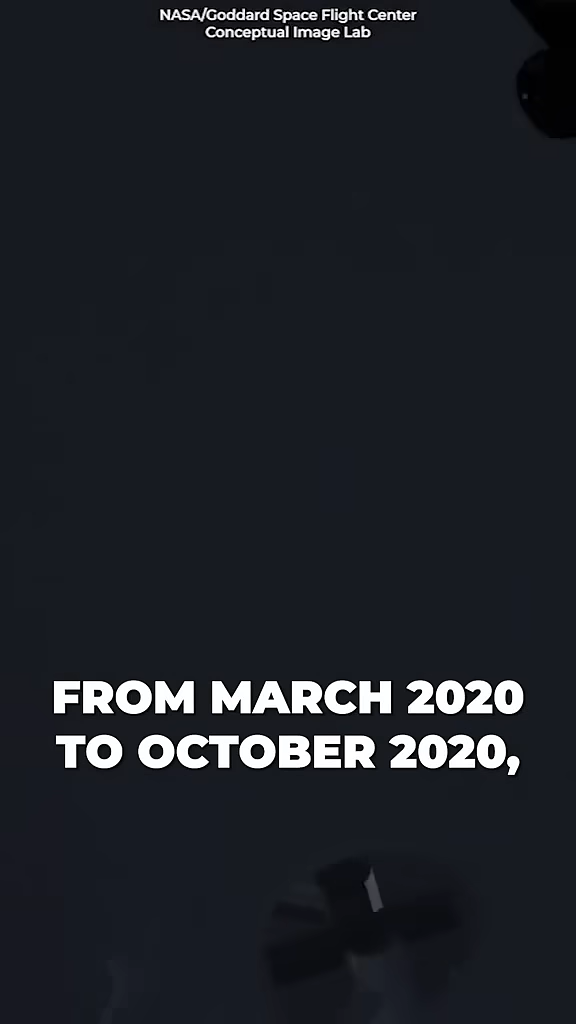 NASA/Goddard Space Flight Center
Conceptual Image Lab
FROM MARCH 2020
TO OCTOBER 2020,